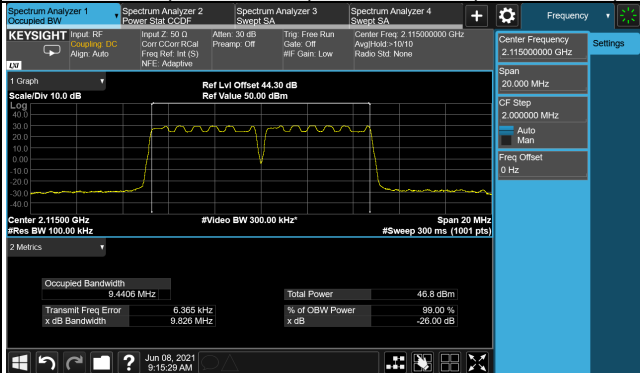 Spectrum Analyzer 1
Occupied BW
Spectrum Analyzer 2
Power Stat CCDF
Spectrum Analyzer 3
Swept SA
Spectrum Analyzer 4
Swept SA
+
Frequency
KEYSIGHT
Input: RF
Coupling: DC
Align: Auto
Input Z: 50 Ω
Corr CCorr RCal
Freq Ref: Int (S)
NFE: Adaptive
Atten: 30 dB
Preamp: Off
Trig: Free Run
Gate: Off
#IF Gain: Low
Center Freq: 2.115000000 GHz
Avg|Hold:>10/10
Radio Std: None
LXI
Center Frequency
2.115000000 GHz
Settings
Span
20.000 MHz
CF Step
2.000000 MHz
Auto
Man
Freq Offset
0 Hz
1 Graph
Scale/Div 10.0 dB
Ref Lvl Offset 44.30 dB
Ref Value 50.00 dBm
Log
40.0
30.0
20.0
10.0
0.00
-10.0
-20.0
-30.0
-40.0
Center 2.11500 GHz
#Res BW 100.00 kHz
#Video BW 300.00 kHz*
Span 20 MHz
#Sweep 300 ms (1001 pts)
2 Metrics
Occupied Bandwidth
9.4406 MHz
Transmit Freq Error 6.365 kHz
x dB Bandwidth 9.826 MHz
Total Power 46.8 dBm
% of OBW Power 99.00 %
x dB -26.00 dB
?
Jun 08, 2021
9:15:29 AM